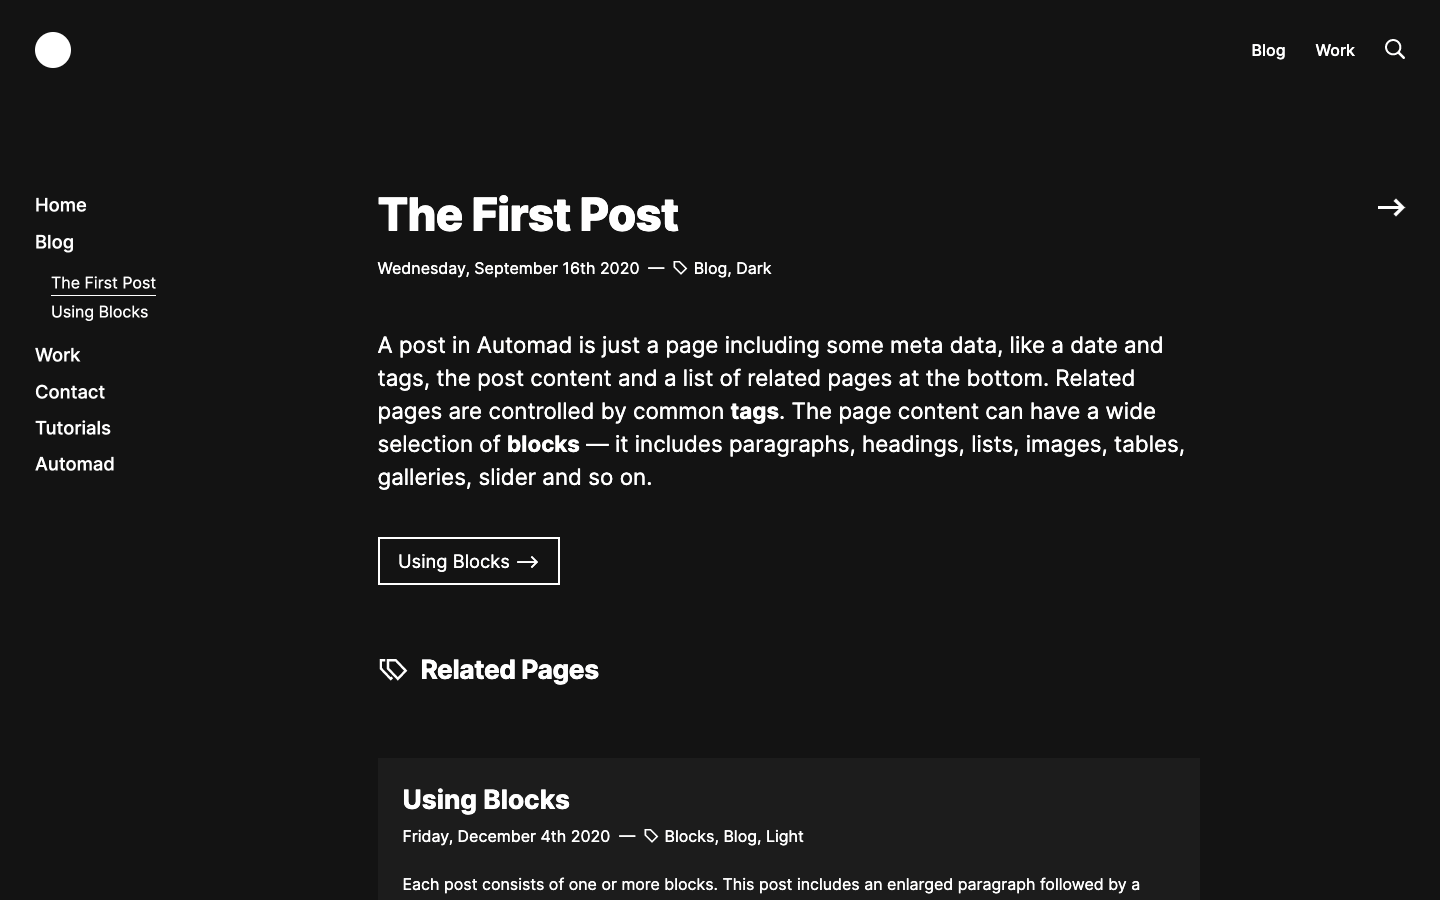 Blog Work
Home
Blog
The First Post
Using Blocks
Work
Contact
Tutorials
Automad
The First Post
Wednesday, September 16th 2020 — Blog, Dark
A post in Automad is just a page including some meta data, like a date and
tags, the post content and a list of related pages at the bottom. Related
pages are controlled by common tags. The page content can have a wide
selection of blocks — it includes paragraphs, headings, lists, images, tables,
galleries, slider and so on.
Using Blocks →
Related Pages
Using Blocks
Friday, December 4th 2020 — Blocks, Blog, Light
Each post consists of one or more blocks. This post includes an enlarged paragraph followed by a